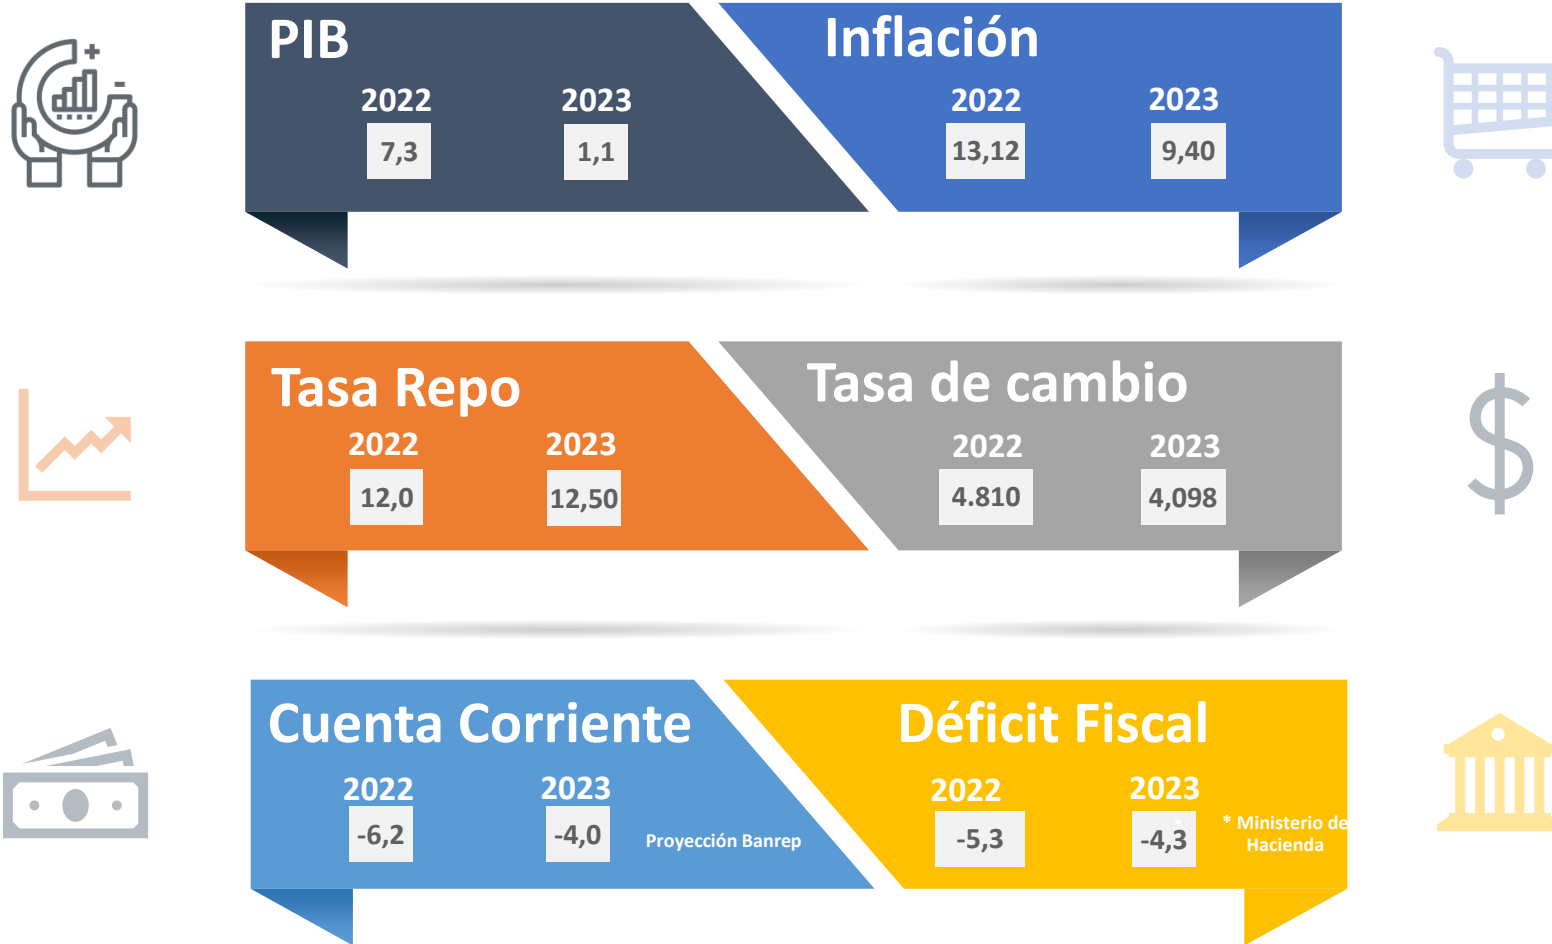 PIB
2022 2023
7,3 1,1
Inflación
2022 2023
13,12 9,40
Tasa Repo
2022 2023
12,0 12,50
Tasa de cambio
2022 2023
4.810 4,098
Cuenta Corriente
2022 2023
-6,2 -4,0
Proyección Banrep
Déficit Fiscal
2022 2023
-5,3 -4,3
* Ministerio de
Hacienda